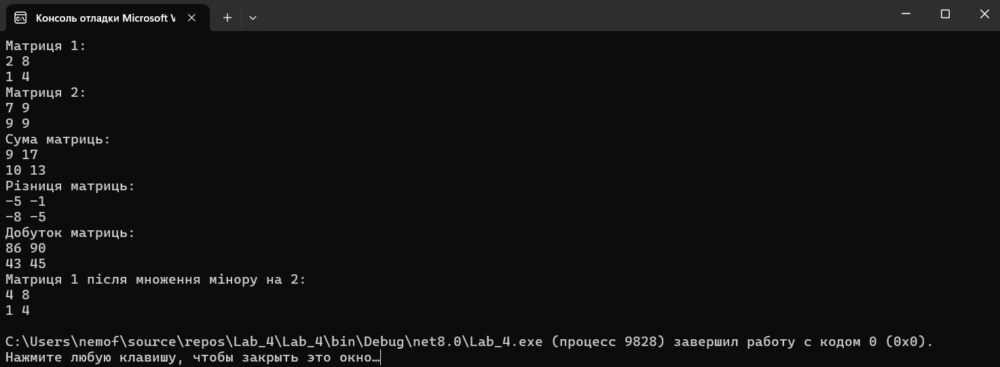 Консоль отладки Microsoft V
Матриця 1:
2 8
1 4
Матриця 2:
7 9
9 9
Сума матриць:
9 17
10 13
Різниця матриць:
-5 -1
-8 -5
Добуток матриць:
86 90
43 45
Матриця 1 після множення мінору на 2:
4 8
1 4
C:\Users\nemof\source\repos\Lab_4\Lab_4\bin\Debug\net8.0\Lab_4.exe (процесс 9828) завершил работу с кодом 0 (0x0).
Нажмите любую клавишу, чтобы закрыть это окно…